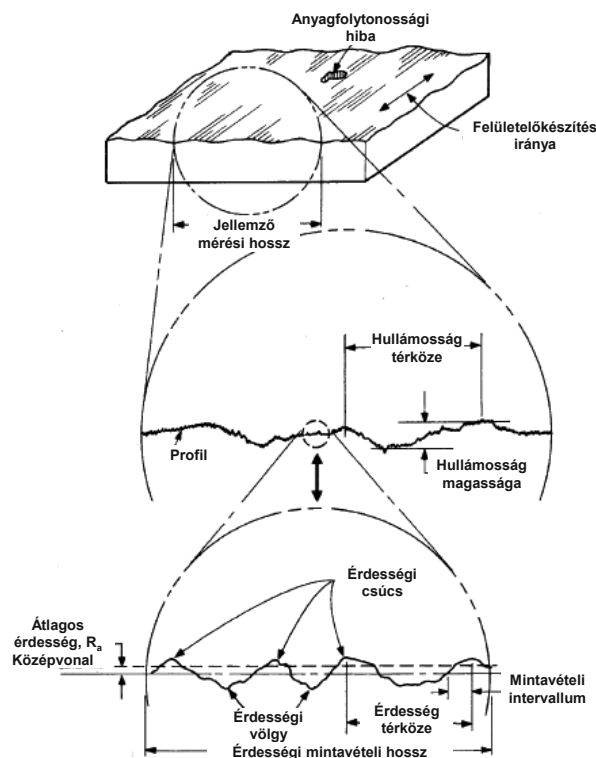 Anyagfolytonossági
hiba
Felületelőkészítés
iránya
Jellemző
mérési hossz
Hullámosság
térköze
Profil
Hullámosság
magassága
Érdességi
csúcs
Átlagos
érdesség, Ra
Középvonal
Mintavételi
intervallum
Érdességi
völgy
Érdesség
térköze
Érdességi mintavételi hossz